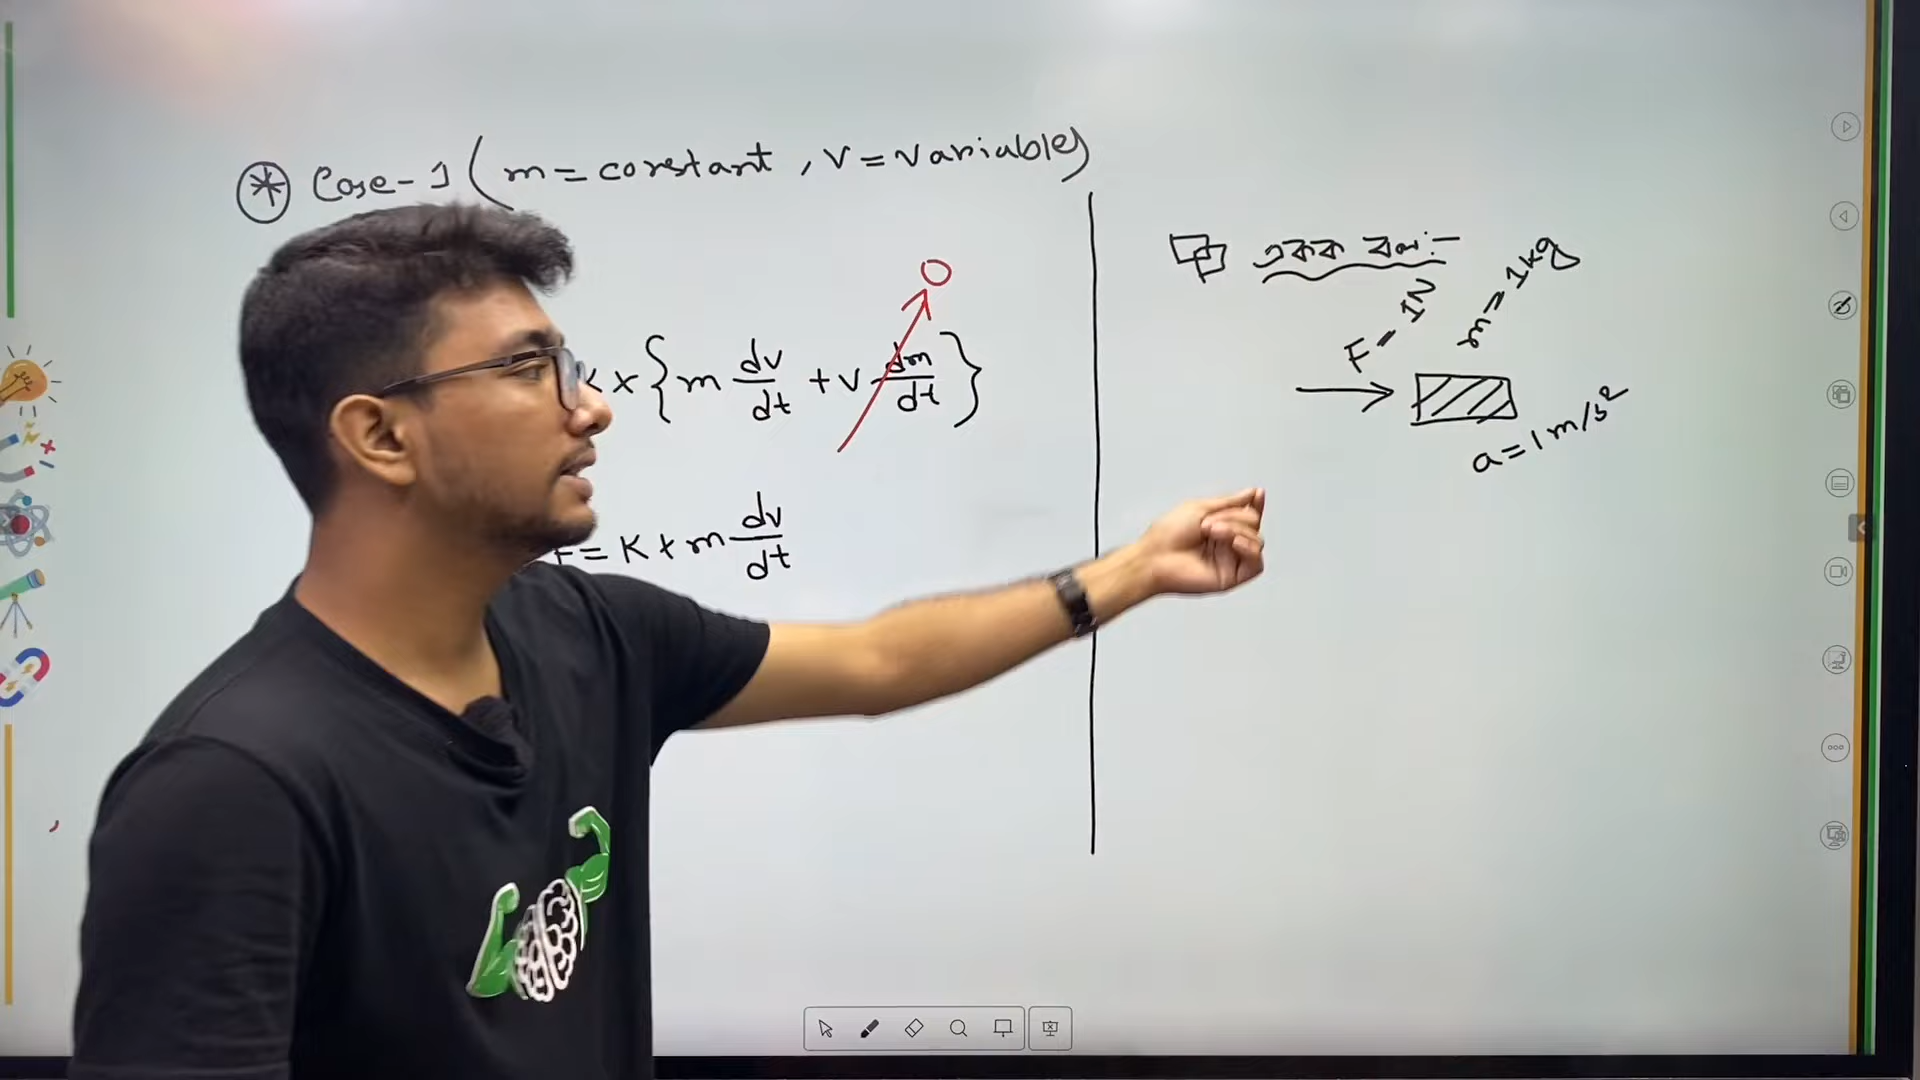 * Case-1 (m=constant, v=variable)
K x {m dv/dt + v dm/dt} 0
F = K x m dv/dt
একক বল:-
F = 1N
m = 1kg
a = 1 m/s²